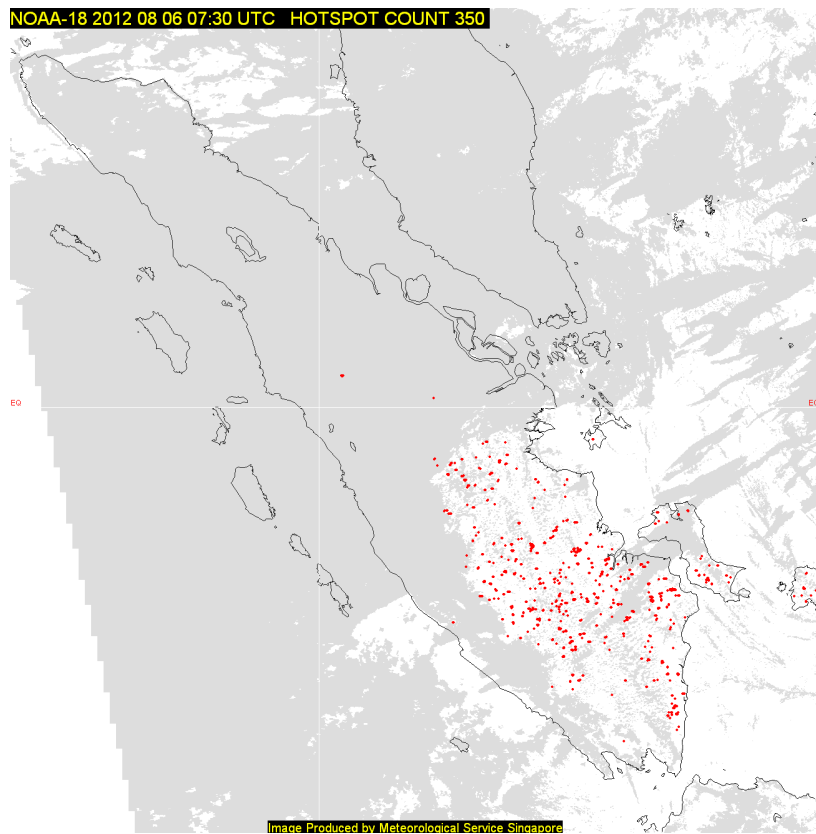 NOAA-18 2012 08 06 07:30 UTC HOTSPOT COUNT 350
EQ
EQ
Image Produced by Meteorological Service Singapore